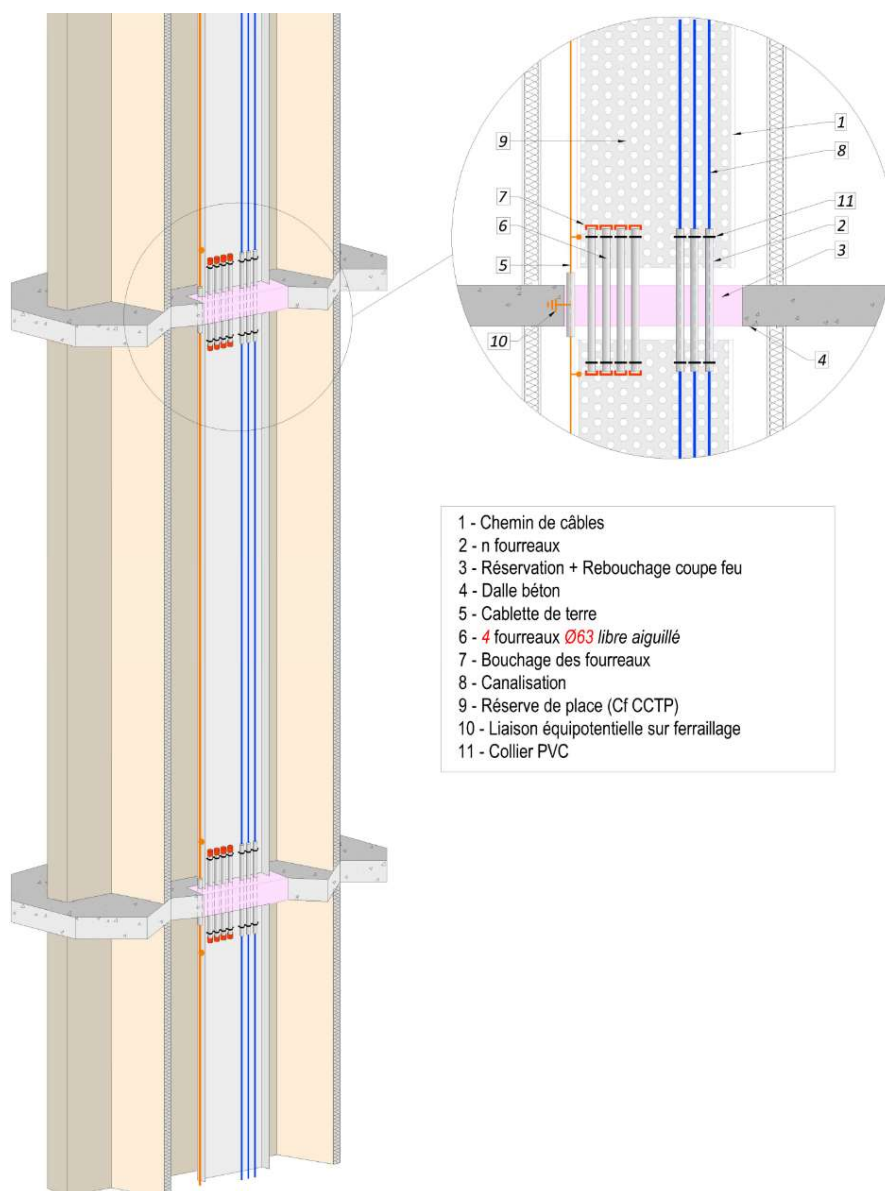 1
9
8
7
11
6
2
5
3
10
4
1 - Chemin de câbles
2 - n fourreaux
3 - Réservation + Rebouchage coupe feu
4 - Dalle béton
5 - Cablette de terre
6 - 4 fourreaux Ø63 libre aiguillé
7 - Bouchage des fourreaux
8 - Canalisation
9 - Réserve de place (Cf CCTP)
10 - Liaison équipotentielle sur ferraillage
11 - Collier PVC